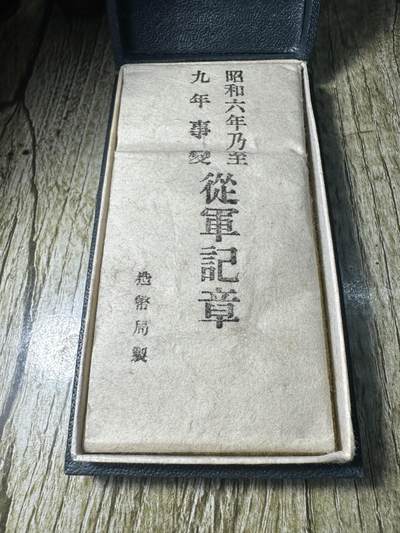 昭和六年乃至
九年事變
從軍記章
造幣局製